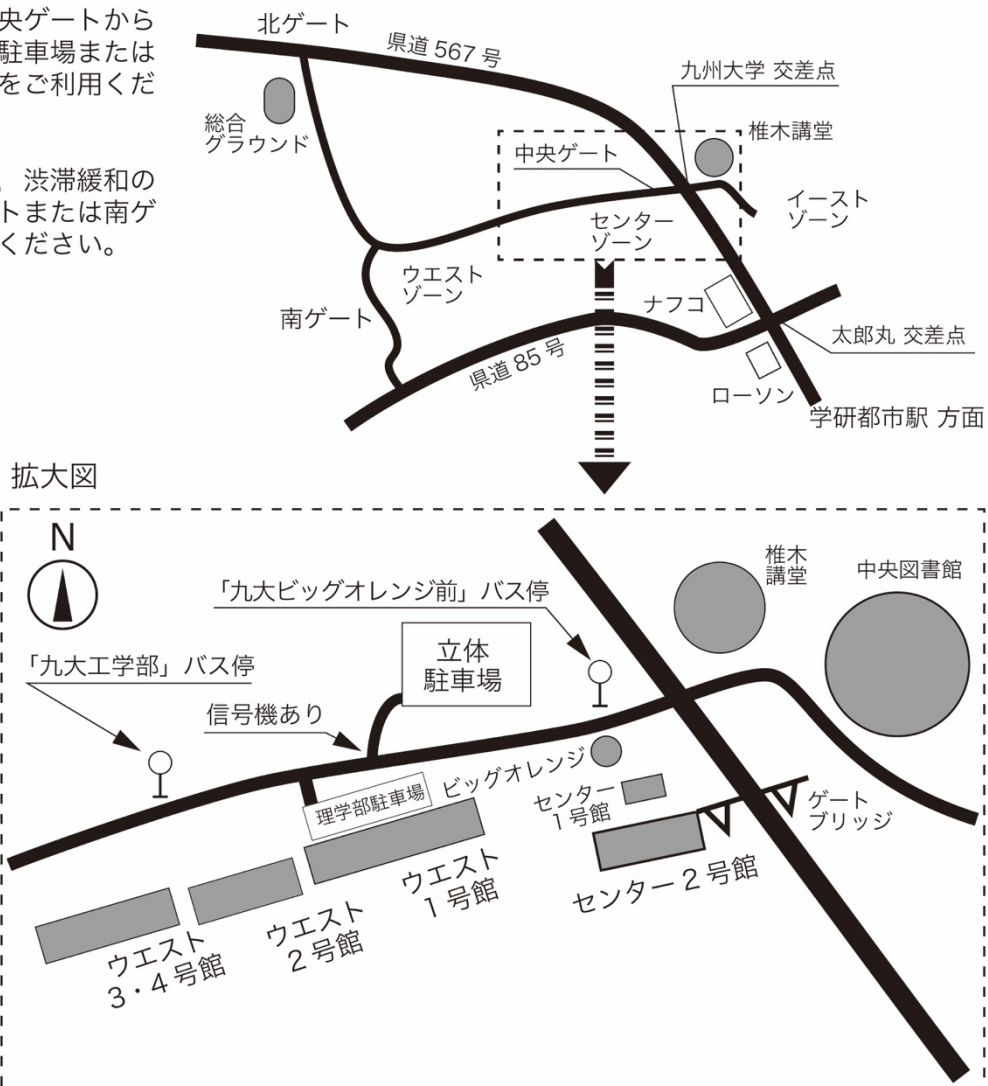 央ゲートから
駐車場または
をご利用くだ
渋滞緩和の
トまたは南ゲ
ください。
北ゲート
県道 567 号
九州大学 交差点
総合
グラウンド
椎木講堂
中央ゲート
イースト
ゾーン
センター
ゾーン
ウエスト
ゾーン
南ゲート
ナフコ
太郎丸 交差点
県道 85 号
ローソン
学研都市駅 方面
拡大図
N
椎木
講堂
中央図書館
「九大ビッグオレンジ前」バス停
立体
駐車場
「九大工学部」バス停
信号機あり
ビッグオレンジ
理学部駐車場
センター
1号館
ゲート
ブリッジ
センター 2 号館
ウエスト
1 号館
ウエスト
2 号館
ウエスト
3・4 号館